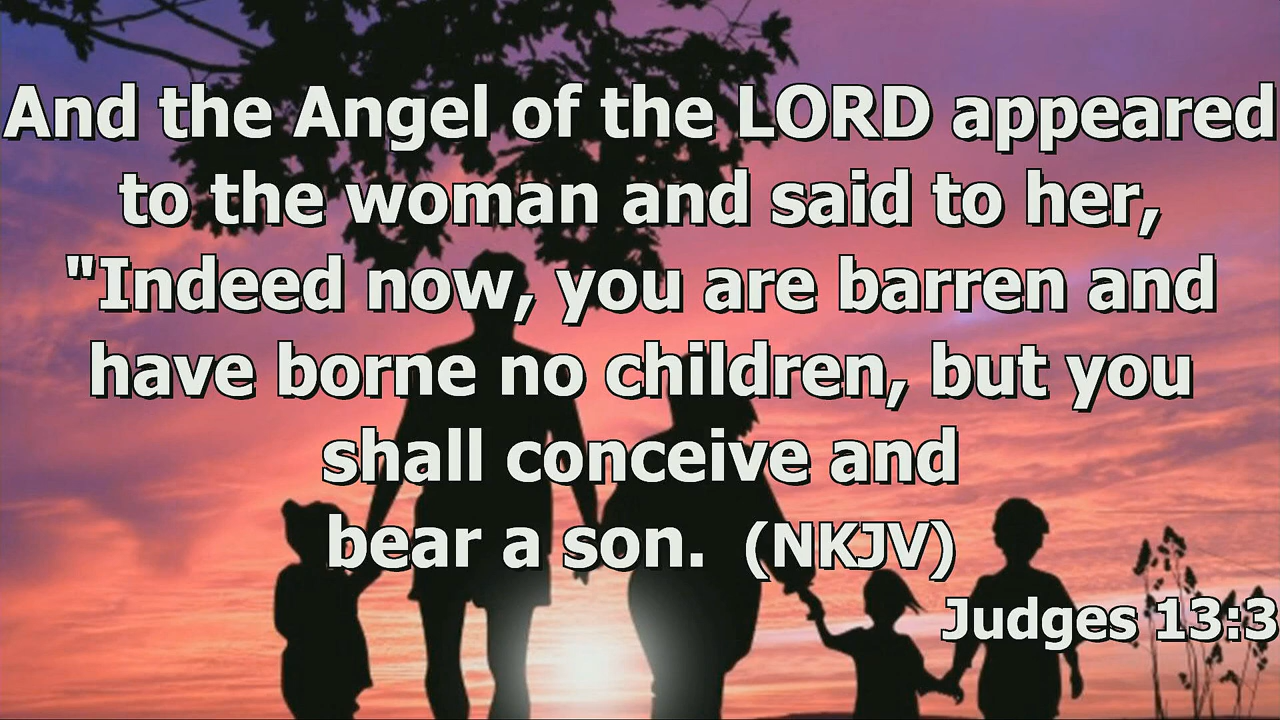 And the Angel of the LORD appeared
to the woman and said to her,
"Indeed now, you are barren and
have borne no children, but you
shall conceive and
bear a son. (NKJV)
Judges 13:3